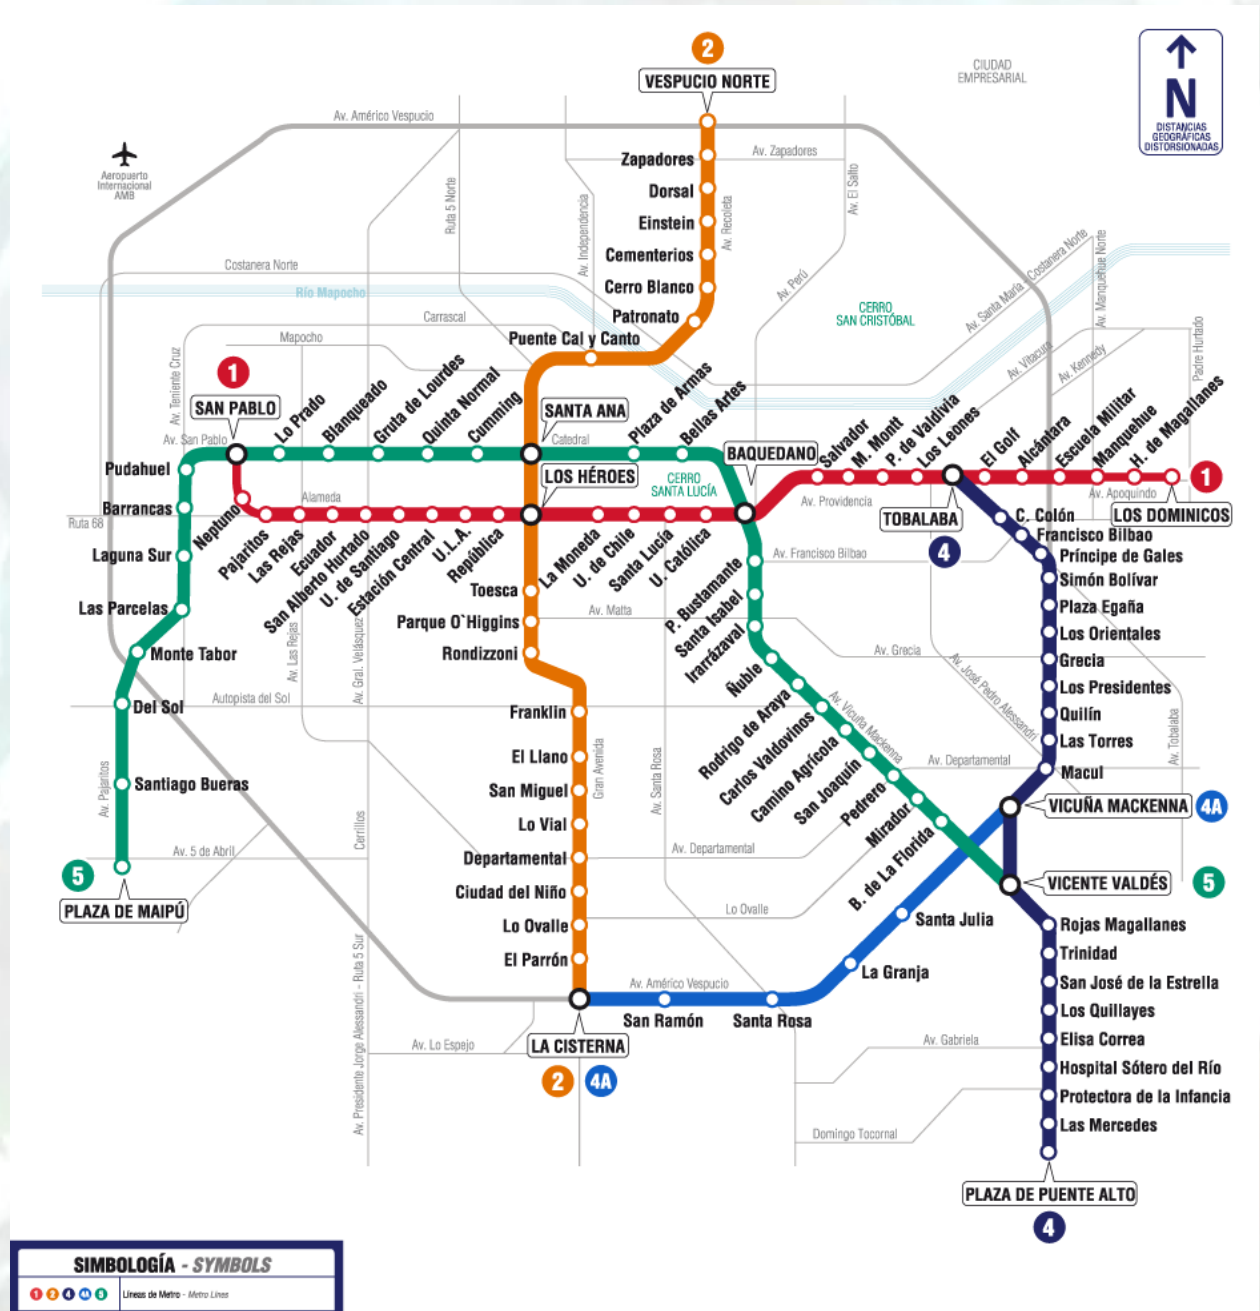 2
VESPUCIO NORTE
CIUDAD
EMPRESARIAL
N
DISTANCIAS
GEOGRÁFICAS
DISTORSIONADAS
Av. Américo Vespucio
Aeropuerto
Internacional
AMB
Zapadores
Av. Zapadores
Dorsal
Einstein
Cementerios
Cerro Blanco
Patronato
Puente Cal y Canto
Ruta 5 Norte
Av. Independencia
Av. Recoleta
Av. El Salto
Av. Perú
Costanera Norte
Río Mapocho
Carrascal
Mapocho
CERRO
SAN CRISTÓBAL
Av. Santa María - Costanera Norte
Av. Manquehue Norte
Av. Vitacura
Av. Kennedy
Padre Hurtado
Av. Teniente Cruz
1
SAN PABLO
Av. San Pablo
Lo Prado
Blanqueado
Gruta de Lourdes
Quinta Normal
Cumming
SANTA ANA
Catedral
Plaza de Armas
Bellas Artes
BAQUEDANO
LOS HÉROES
CERRO
SANTA LUCÍA
Salvador
M. Montt
P. de Valdivia
Los Leones
El Golf
Alcántara
Escuela Militar
Manquehue
H. de Magallanes
1
Av. Providencia
Av. Apoquindo
TOBALABA
4
LOS DOMINICOS
Pudahuel
Barrancas
Ruta 68
Laguna Sur
Las Parcelas
Monte Tabor
Del Sol
Santiago Bueras
Av. Pajaritos
5
PLAZA DE MAIPÚ
Alameda
Neptuno
Pajaritos
Las Rejas
Ecuador
San Alberto Hurtado
U. de Santiago
Estación Central
U.L.A.
República
La Moneda
U. de Chile
Santa Lucía
U. Católica
C. Colón
Francisco Bilbao
Príncipe de Gales
Simón Bolívar
Plaza Egaña
Los Orientales
Grecia
Los Presidentes
Quilín
Las Torres
Macul
Av. Francisco Bilbao
Toesca
Parque O`Higgins
Rondizzoni
Av. Matta
Av. Grecia
P. Bustamante
Santa Isabel
Irarrázaval
Ñuble
Rodrigo de Araya
Carlos Valdovinos
Camino Agrícola
San Joaquín
Pedrero
Mirador
B. de La Florida
Av. Vicuña Mackenna
Av. José Pedro Alessandri
Av. Tobalaba
Av. Las Rejas
Av. Gral. Velásquez
Autopista del Sol
Franklin
El Llano
San Miguel
Lo Vial
Departamental
Ciudad del Niño
Lo Ovalle
El Parrón
Gran Avenida
Av. Santa Rosa
Av. Departamental
Av. Departamental
Lo Ovalle
Cerrillos
Av. 5 de Abril
VICUÑA MACKENNA
4A
VICENTE VALDÉS
5
Santa Julia
La Granja
Av. Américo Vespucio
San Ramón
Santa Rosa
LA CISTERNA
2
4A
Av. Lo Espejo
Av. Presidente Jorge Alessandri - Ruta 5 Sur
Rojas Magallanes
Trinidad
San José de la Estrella
Los Quillayes
Elisa Correa
Hospital Sótero del Río
Protectora de la Infancia
Las Mercedes
Av. Gabriela
Domingo Tocornal
PLAZA DE PUENTE ALTO
4
SIMBOLOGÍA - SYMBOLS
1 2 4 4A 5
Líneas de Metro - Metro Lines